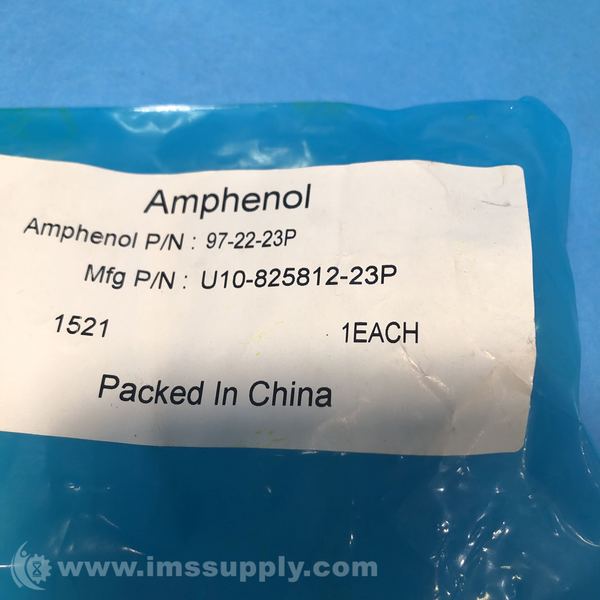 Amphenol
Amphenol P/N : 97-22-23P
Mfg P/N : U10-825812-23P
1521 1EACH
Packed In China
www.imssupply.com